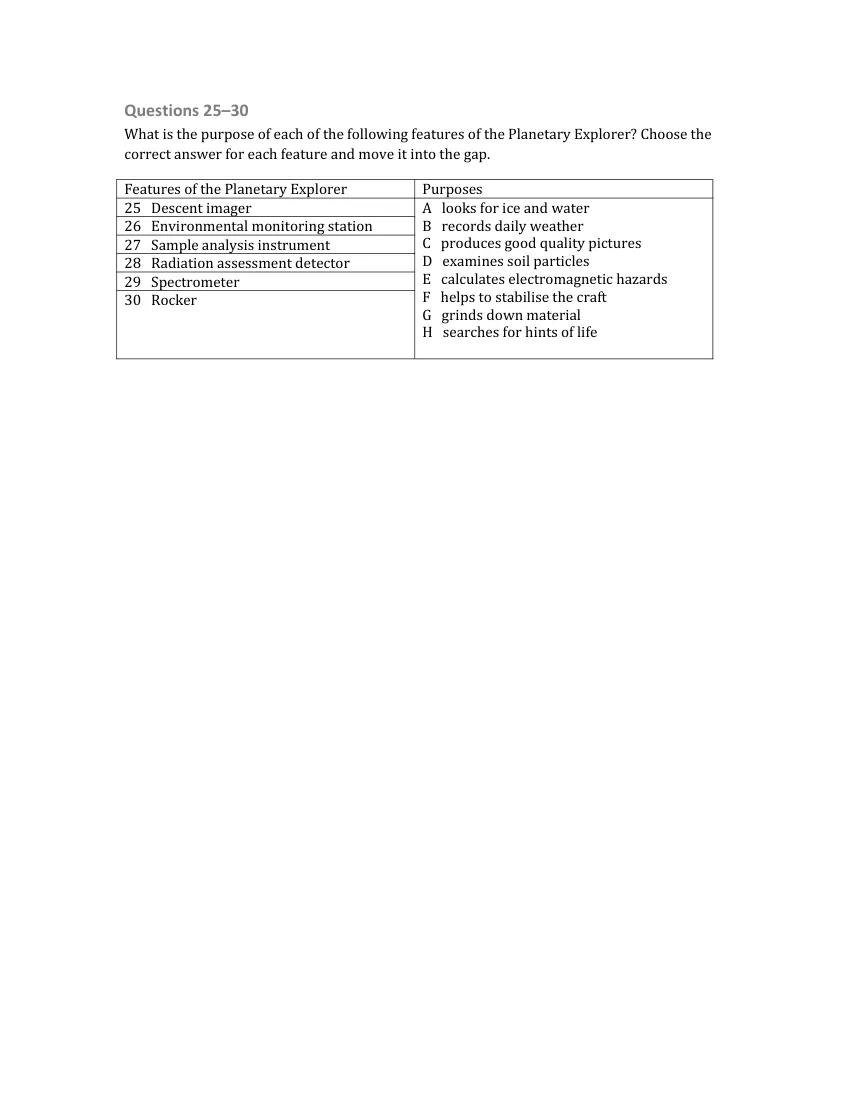 Questions 25–30
What is the purpose of each of the following features of the Planetary Explorer? Choose the
correct answer for each feature and move it into the gap.
Features of the Planetary Explorer
25 Descent imager
26 Environmental monitoring station
27 Sample analysis instrument
28 Radiation assessment detector
29 Spectrometer
30 Rocker
Purposes
A looks for ice and water
B records daily weather
C produces good quality pictures
D examines soil particles
E calculates electromagnetic hazards
F helps to stabilise the craft
G grinds down material
H searches for hints of life